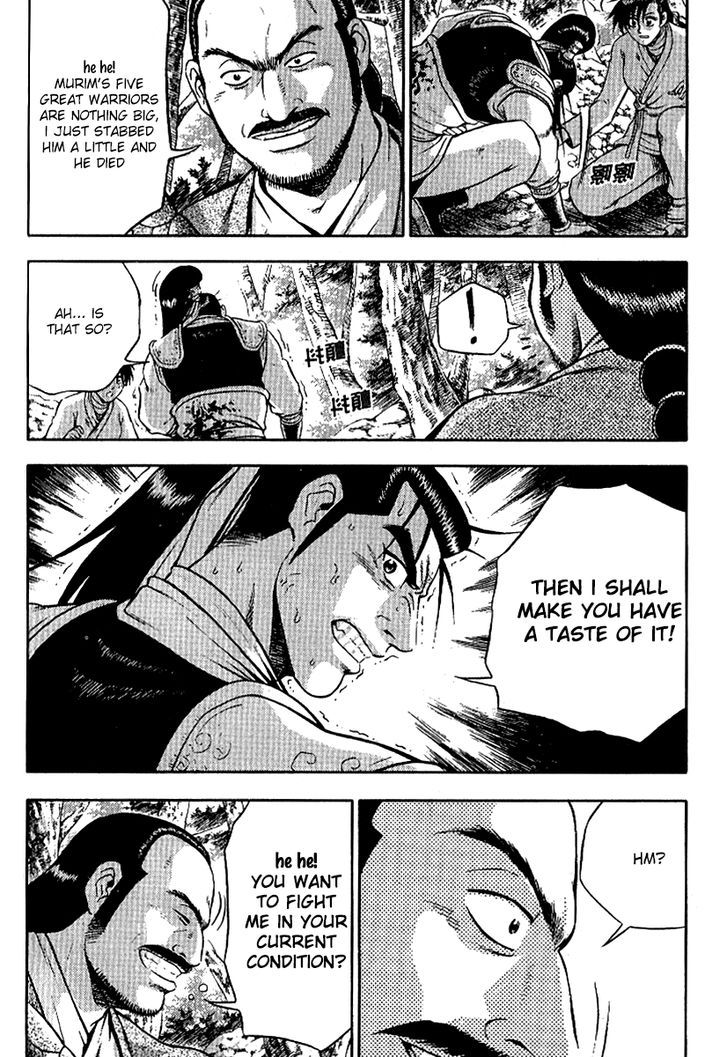 he he!
MURIM'S FIVE
GREAT WARRIORS
ARE NOTHING BIG,
I JUST STABBED
HIM A LITTLE AND
HE DIED
AH... IS
THAT SO?
!
THEN I SHALL
MAKE YOU HAVE
A TASTE OF IT!
he he!
YOU WANT
TO FIGHT
ME IN YOUR
CURRENT
CONDITION?
HM?